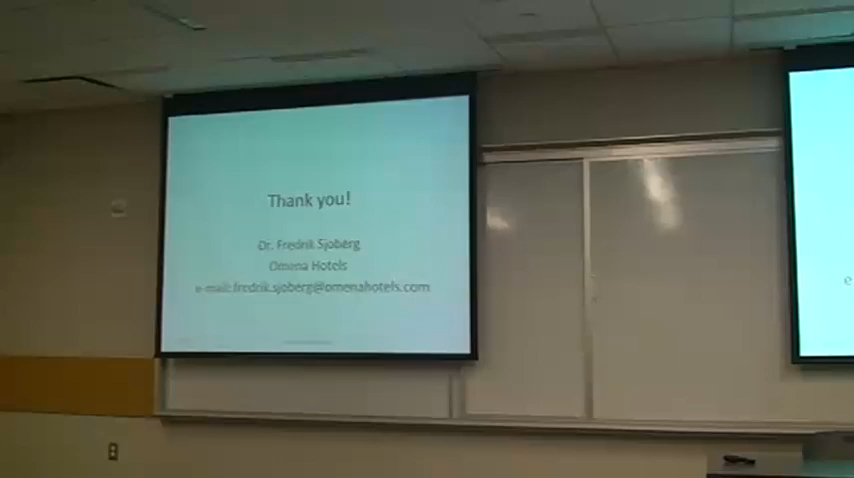 Thank you!
Dr. Fredrik Sjoberg
Omena Hotels
e-mail:fredrik.sjoberg@omenahotels.com
e